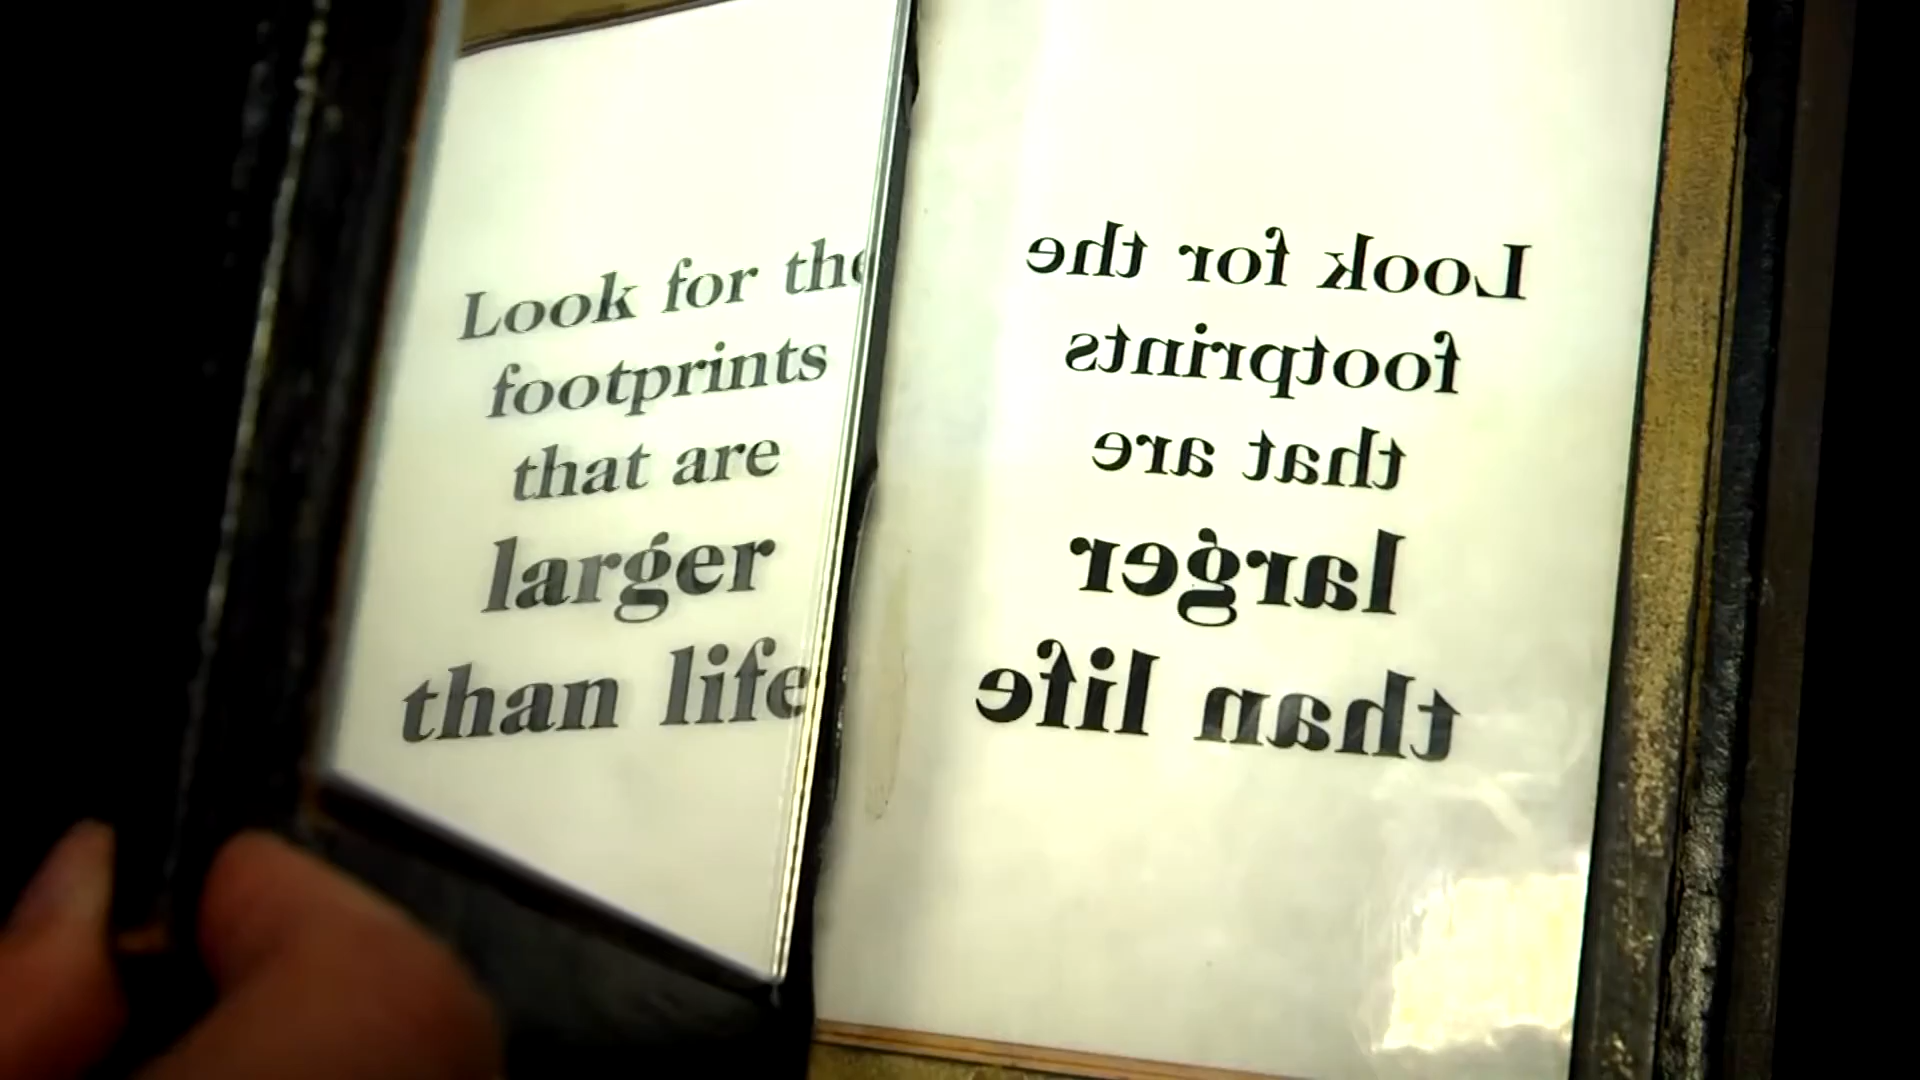 Look for the
footprints
that are
larger
than life
Look for the
footprints
that are
larger
than life